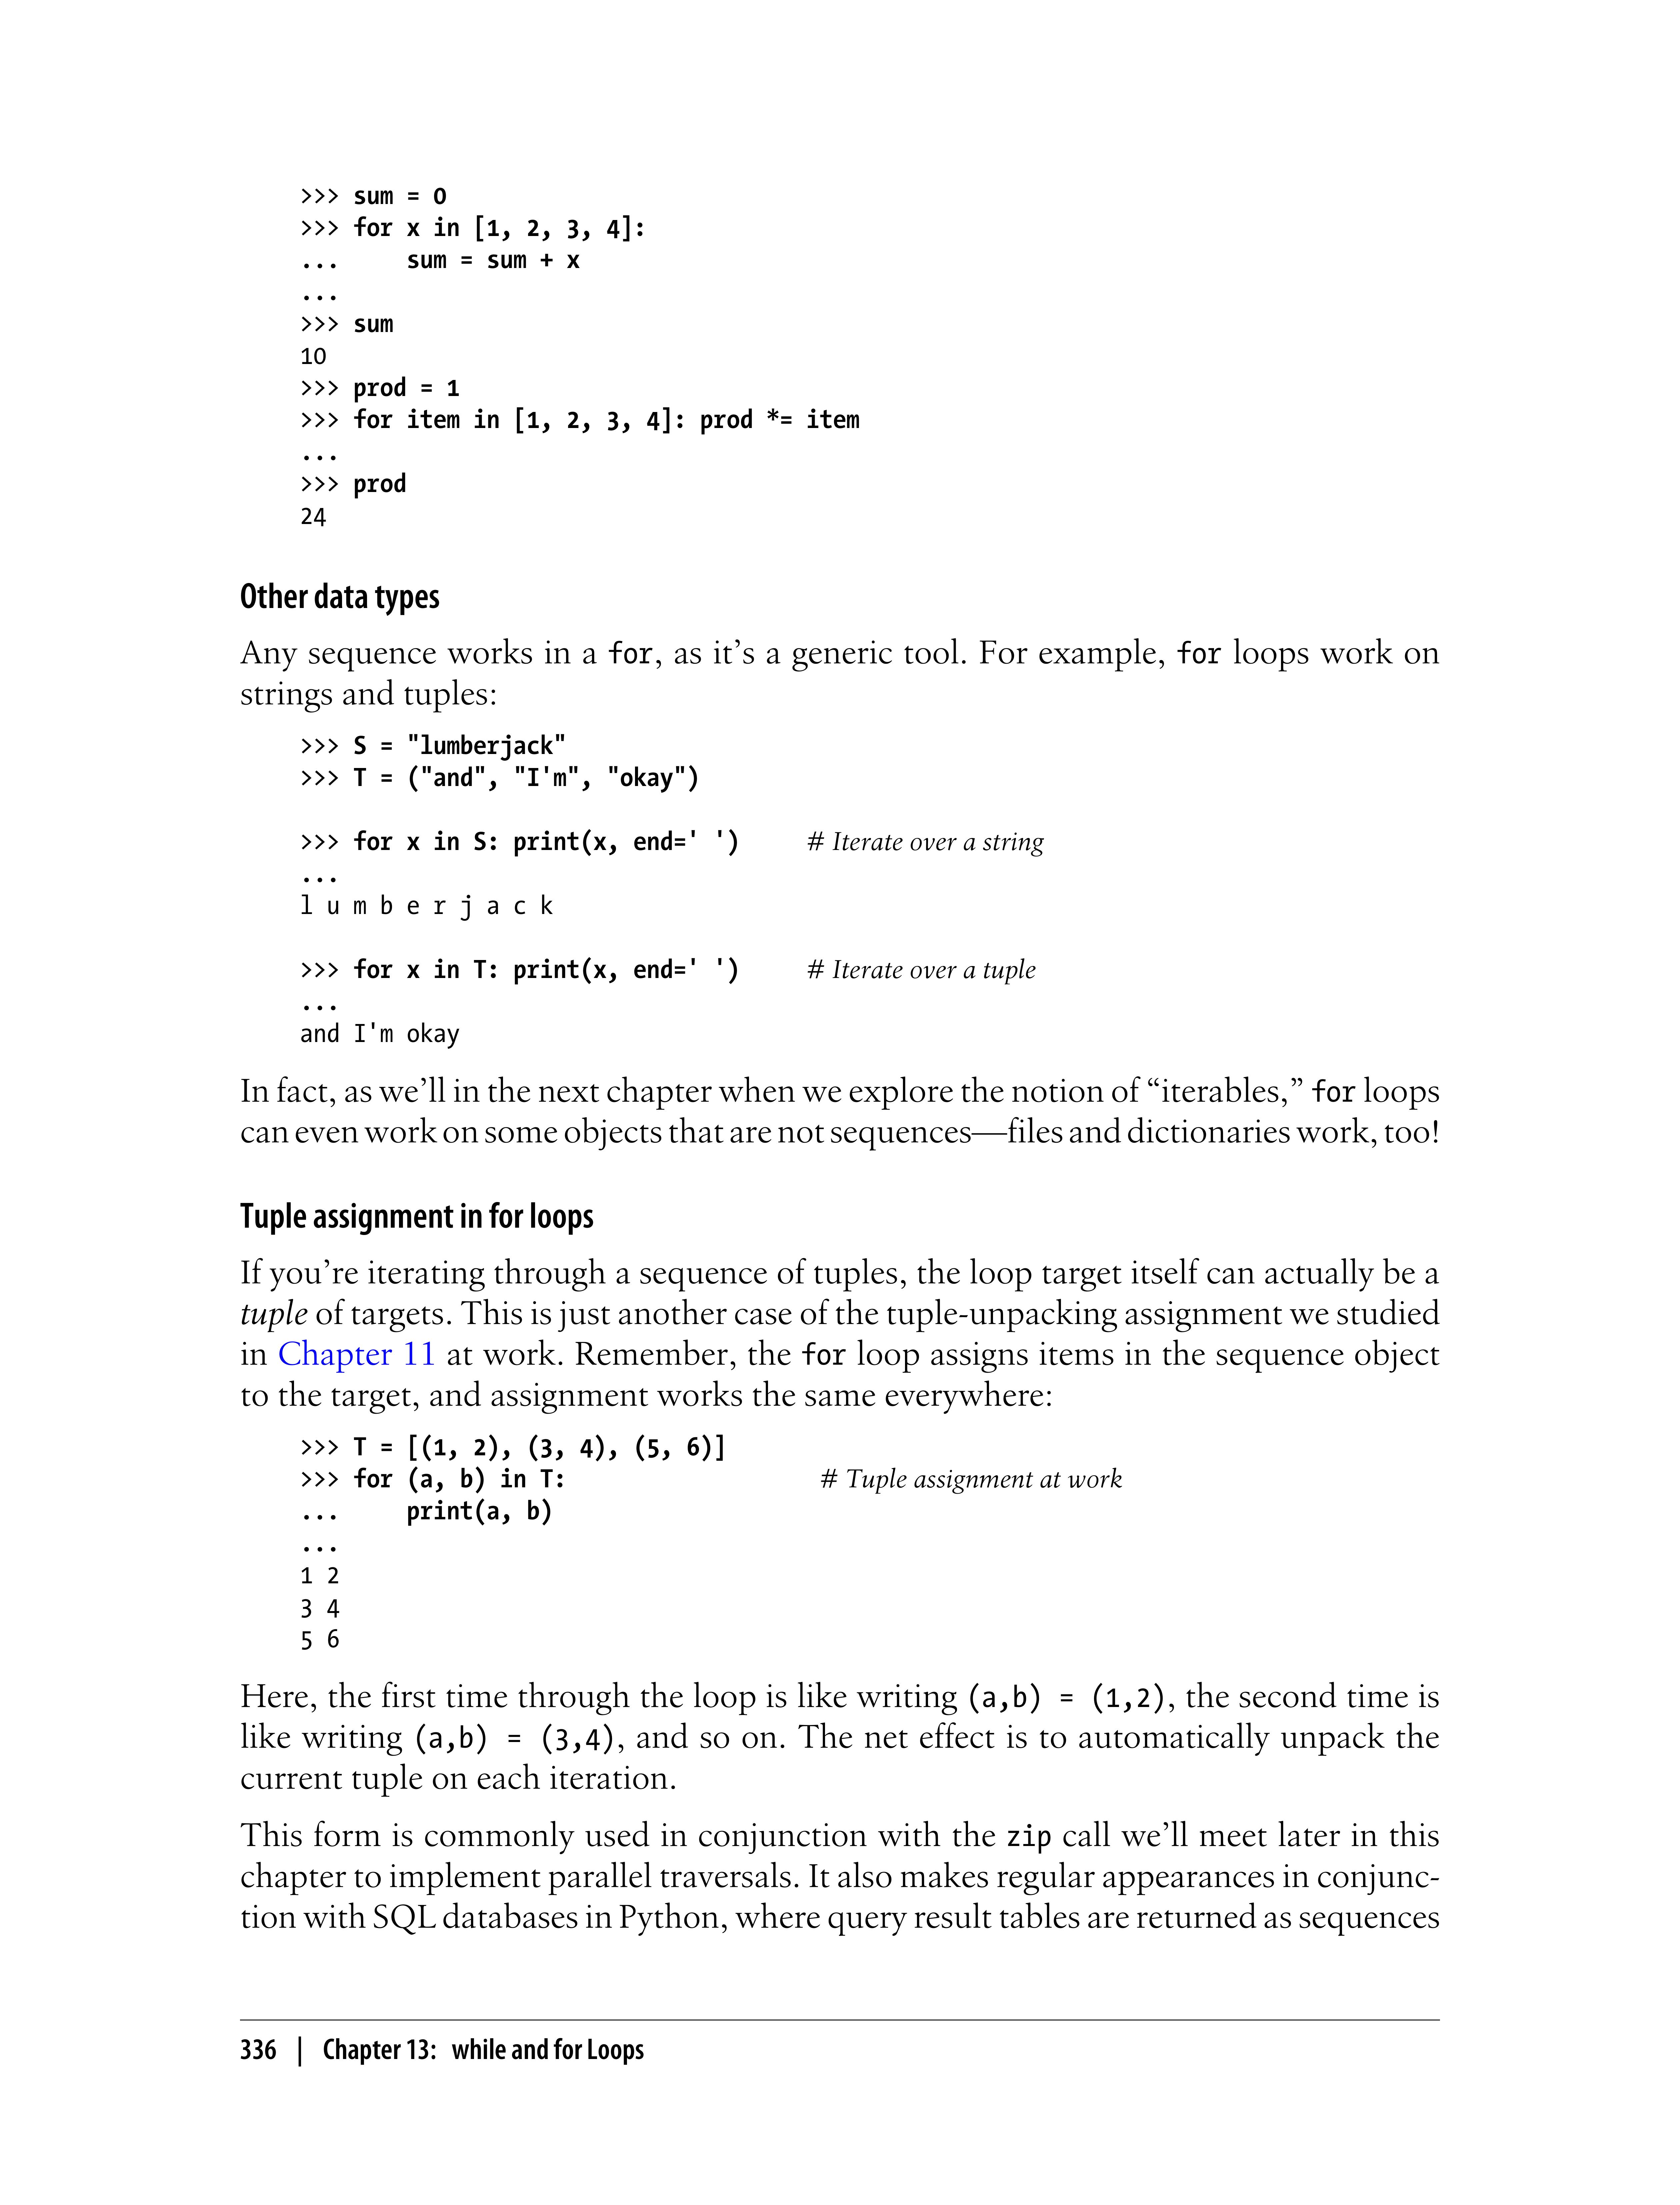 >>> sum = 0
>>> for x in [1, 2, 3, 4]:
...     sum = sum + x
...
>>> sum
10
>>> prod = 1
>>> for item in [1, 2, 3, 4]: prod *= item
...
>>> prod
24
Other data types
Any sequence works in a for, as it’s a generic tool. For example, for loops work on
strings and tuples:
>>> S = "lumberjack"
>>> T = ("and", "I'm", "okay")
>>> for x in S: print(x, end=' ')     # Iterate over a string
...
l u m b e r j a c k
>>> for x in T: print(x, end=' ')     # Iterate over a tuple
...
and I'm okay
In fact, as we’ll in the next chapter when we explore the notion of “iterables,” for loops
can even work on some objects that are not sequences—files and dictionaries work, too!
Tuple assignment in for loops
If you’re iterating through a sequence of tuples, the loop target itself can actually be a
tuple of targets. This is just another case of the tuple-unpacking assignment we studied
in Chapter 11 at work. Remember, the for loop assigns items in the sequence object
to the target, and assignment works the same everywhere:
>>> T = [(1, 2), (3, 4), (5, 6)]
>>> for (a, b) in T:                   # Tuple assignment at work
...     print(a, b)
...
1 2
3 4
5 6
Here, the first time through the loop is like writing (a,b) = (1,2), the second time is
like writing (a,b) = (3,4), and so on. The net effect is to automatically unpack the
current tuple on each iteration.
This form is commonly used in conjunction with the zip call we’ll meet later in this
chapter to implement parallel traversals. It also makes regular appearances in conjunc-
tion with SQL databases in Python, where query result tables are returned as sequences
336 | Chapter 13: while and for Loops